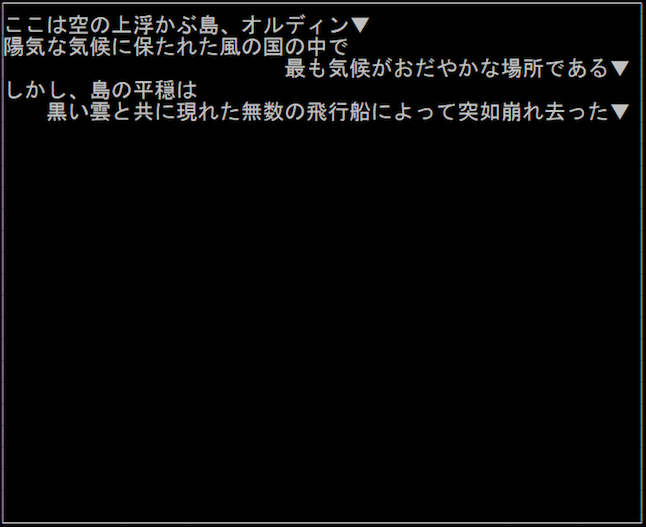 ここは空の上浮かぶ島、オルディン▼
陽気な気候に保たれた風の国の中で
最も気候がおだやかな場所である▼
しかし、島の平穏は
黒い雲と共に現れた無数の飛行船によって突如崩れ去った▼